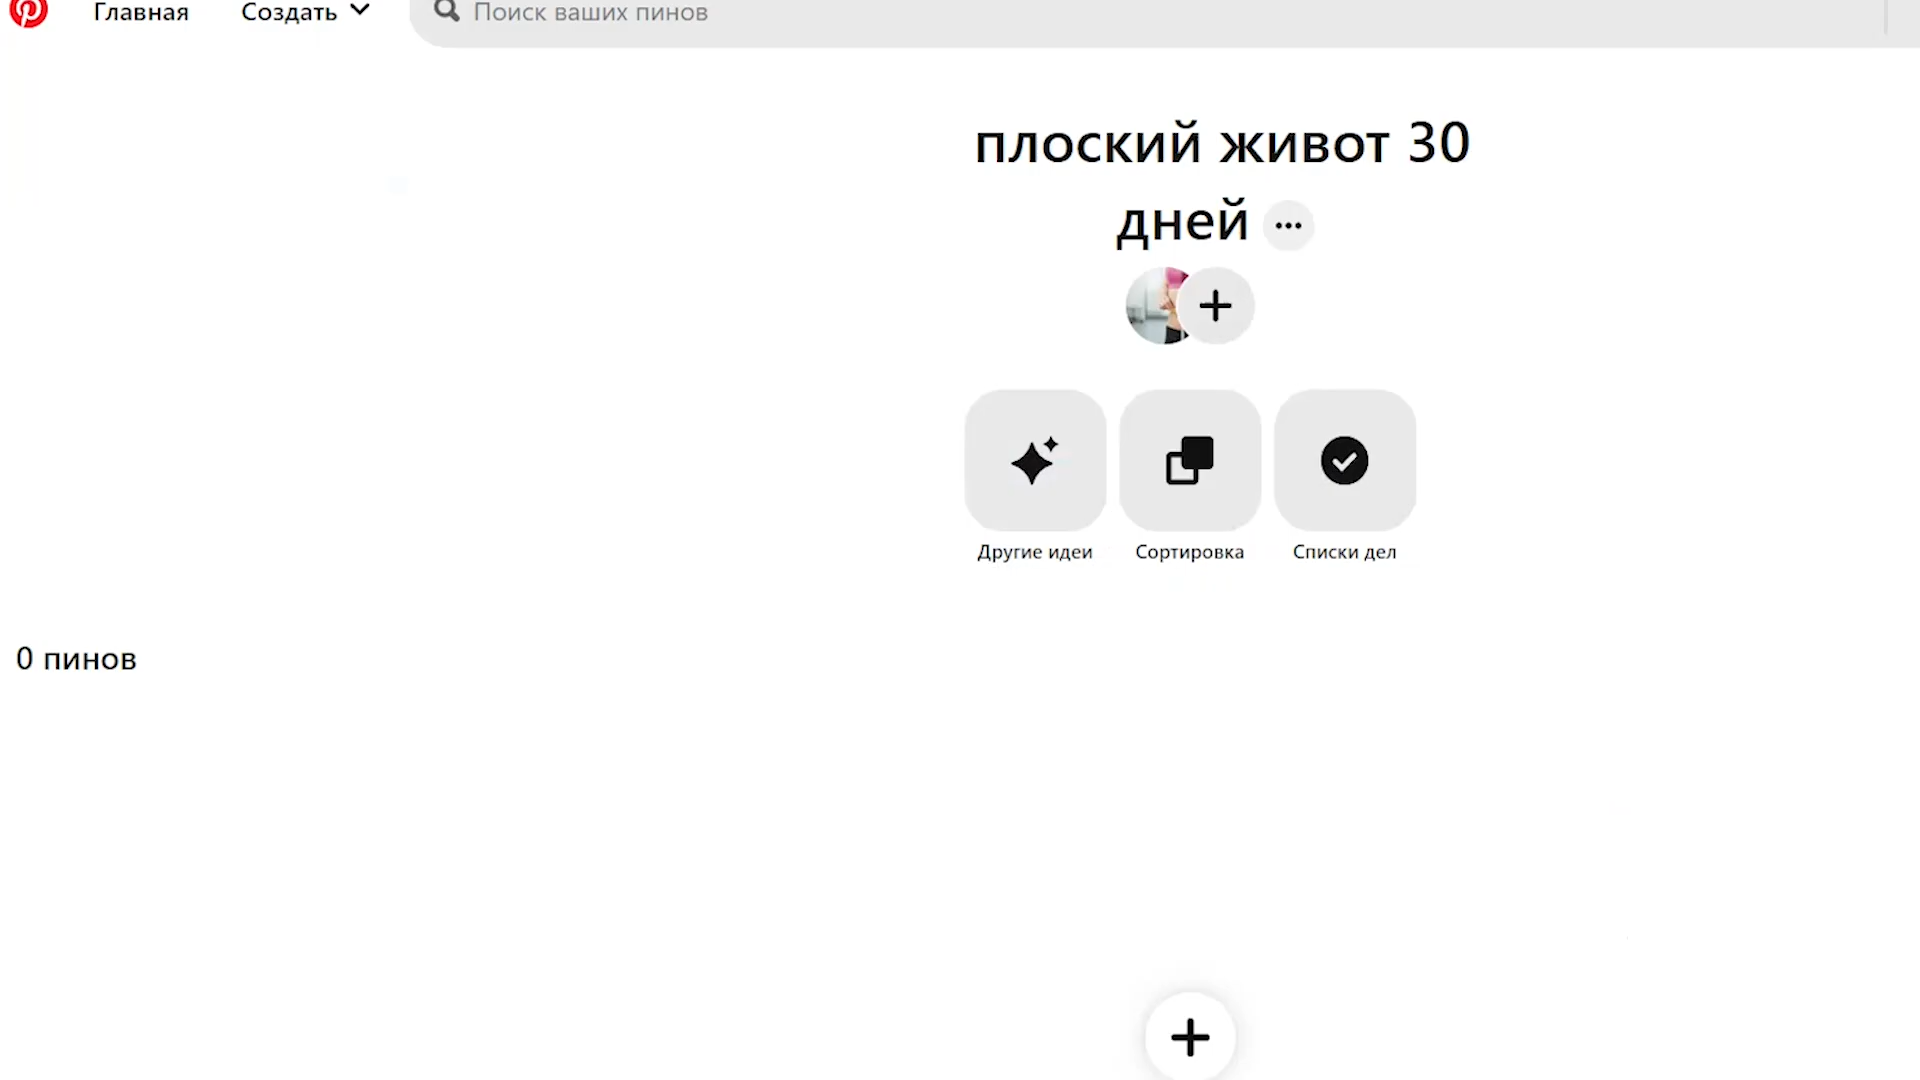 Главная
Создать
Поиск ваших пинов
плоский живот 30
дней
Другие идеи
Сортировка
Списки дел
0 пинов